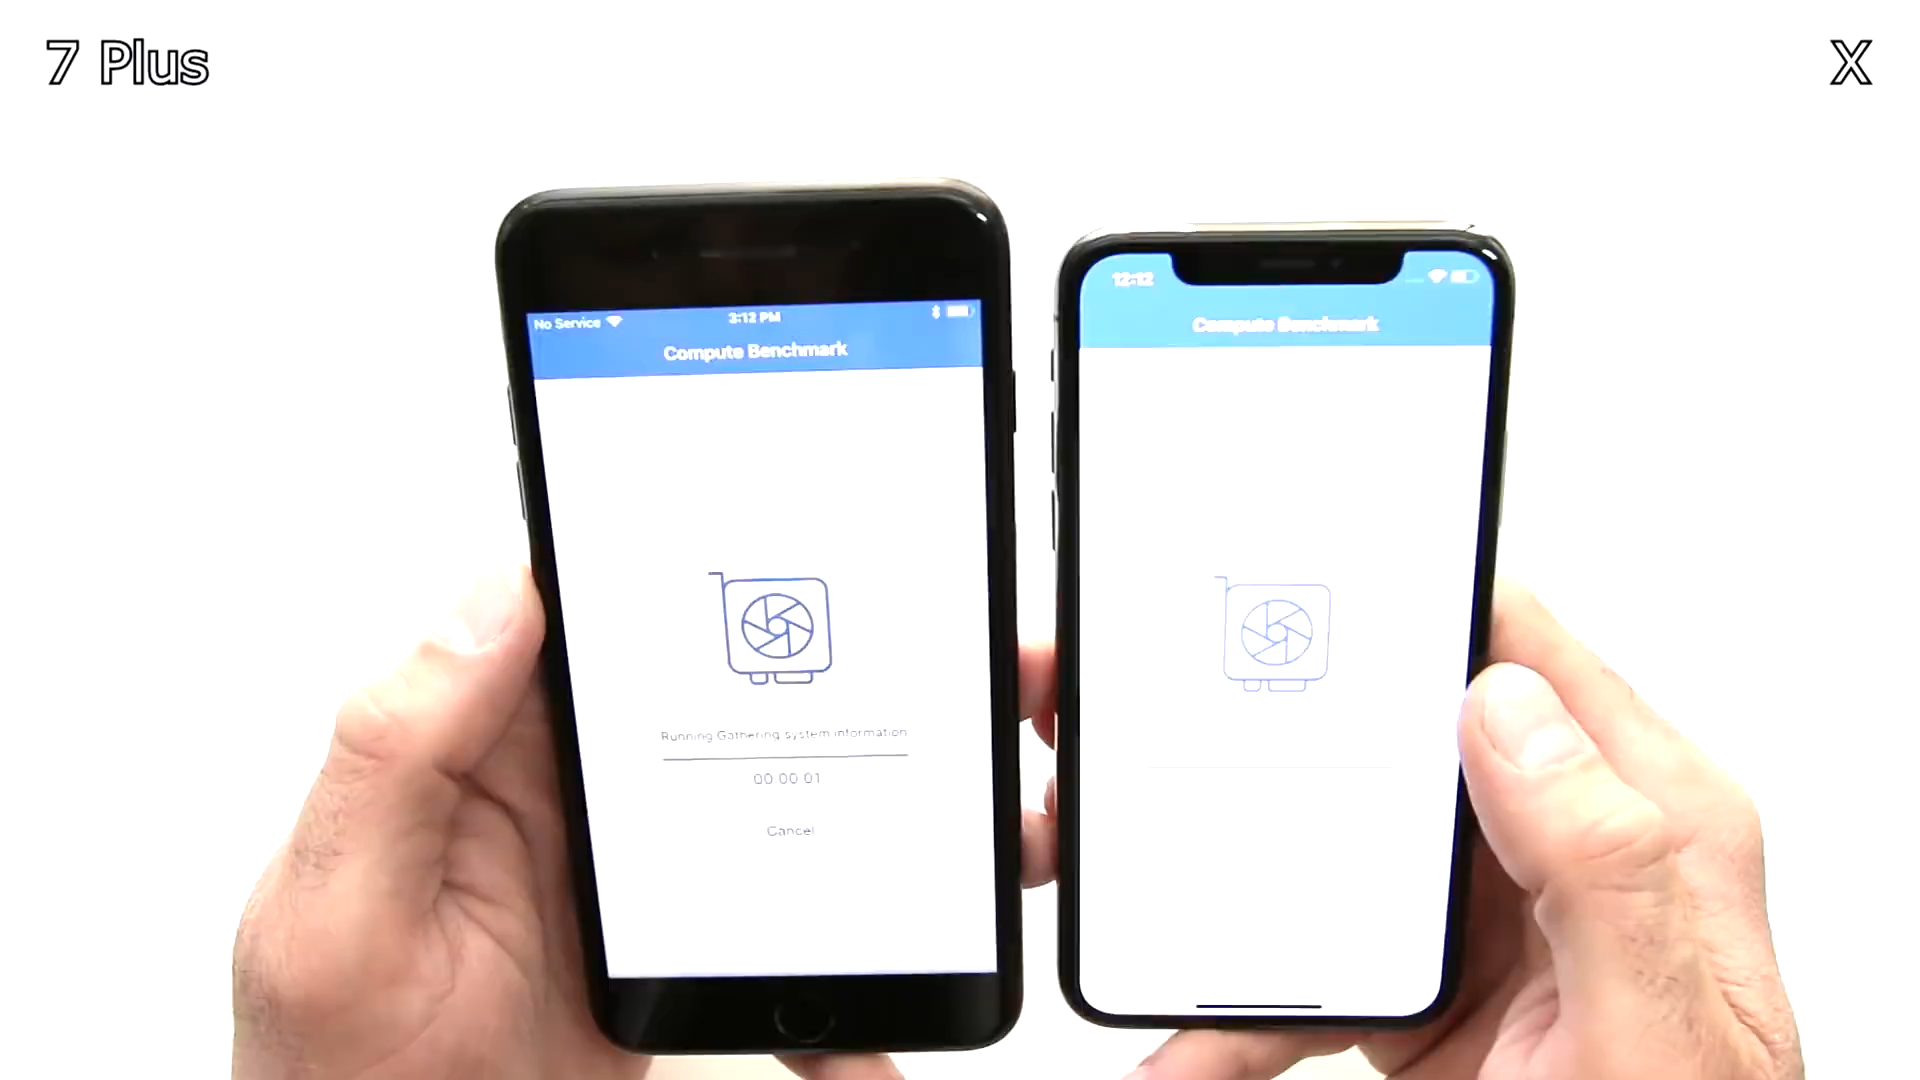 7 Plus
X
No Service
3:12 PM
Compute Benchmark
Running Gathering system information
00 00 01
Cancel
12:12
Compute Benchmark